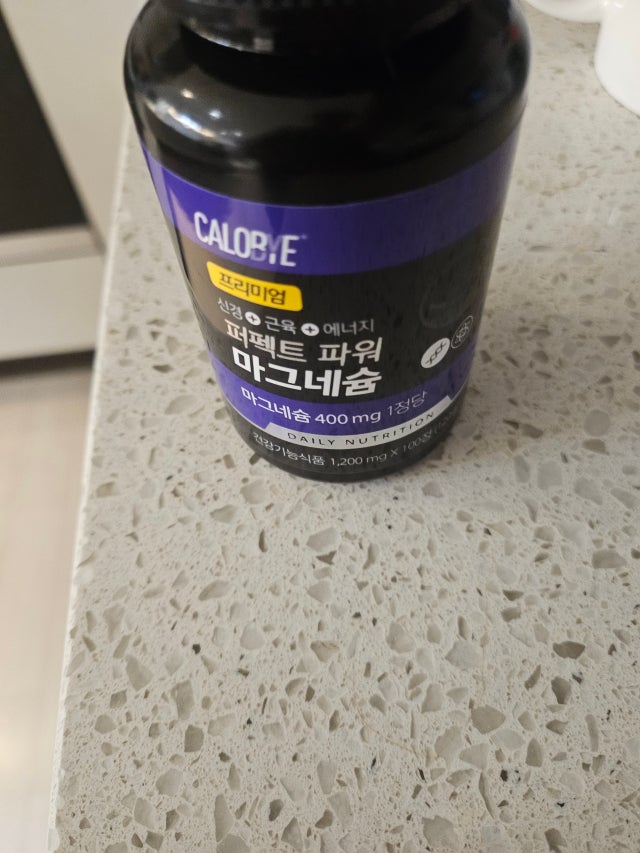 CALOBYE
프리미엄
신경 + 근육 + 에너지
퍼펙트 파워
마그네슘
마그네슘 400 mg 1정당
DAILY NUTRITION
건강기능식품 1,200 mg X 100정